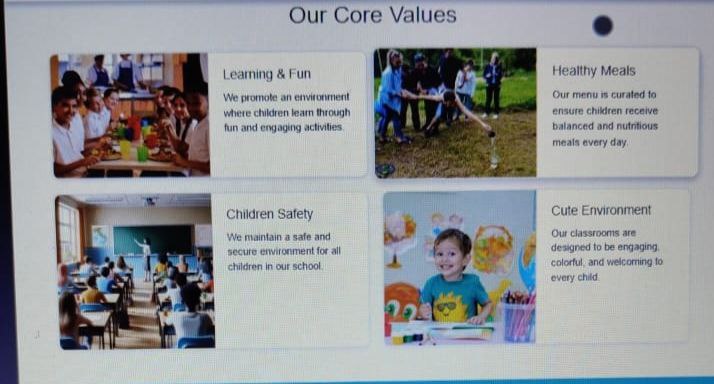 Our Core Values
Learning & Fun
We promote an environment
where children learn through
fun and engaging activities.
Healthy Meals
Our menu is curated to
ensure children receive
balanced and nutritious
meals every day.
Children Safety
We maintain a safe and
secure environment for all
children in our school.
Cute Environment
Our classrooms are
designed to be engaging,
colorful, and welcoming to
every child.